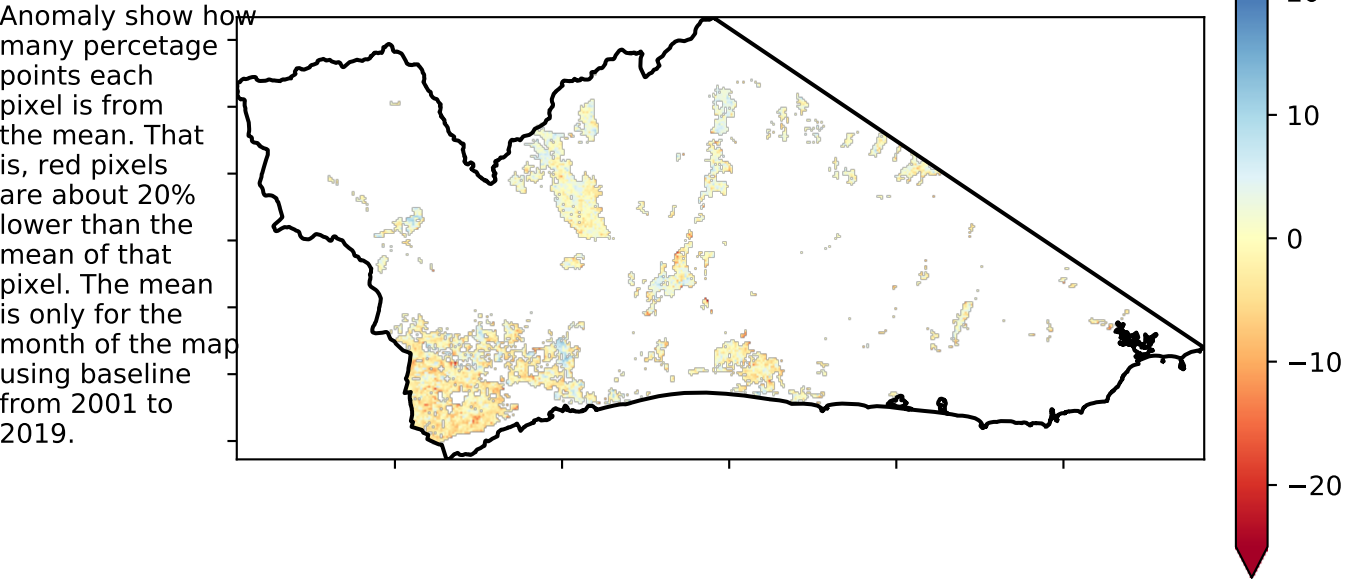 Anomaly show how
many percetage
points each
pixel is from
the mean. That
is, red pixels
are about 20%
lower than the
mean of that
pixel. The mean
is only for the
month of the map
using baseline
from 2001 to
2019.
10
0
−10
−20